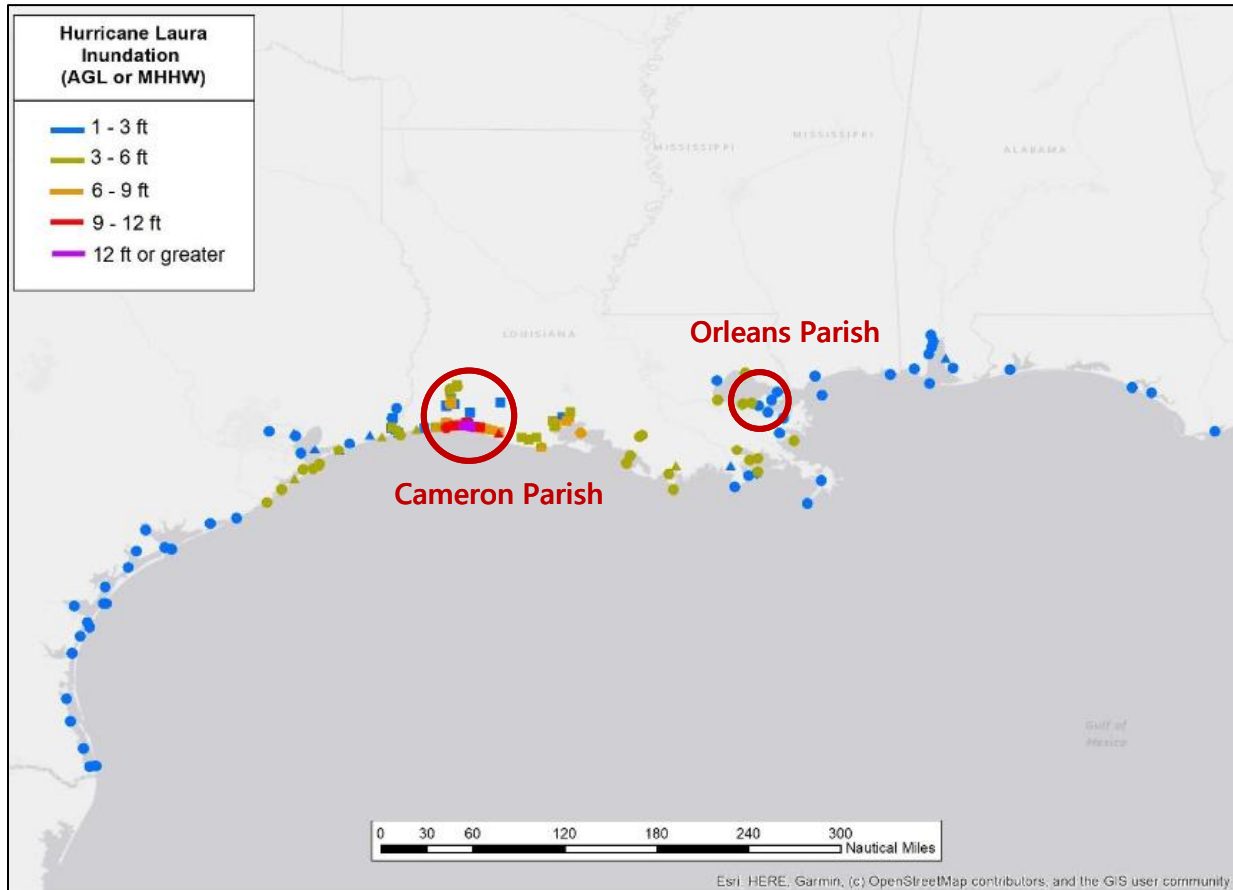 Hurricane Laura
Inundation
(AGL or MHHW)
1 - 3 ft
3 - 6 ft
6 - 9 ft
9 - 12 ft
12 ft or greater
MISSISSIPPI
MISSISSIPPI
ALABAMA
LOUISIANA
Orleans Parish
Cameron Parish
Gulf of
Mexico
0 30 60 120 180 240 300
Nautical Miles
Esri, HERE, Garmin, (c) OpenStreetMap contributors, and the GIS user community